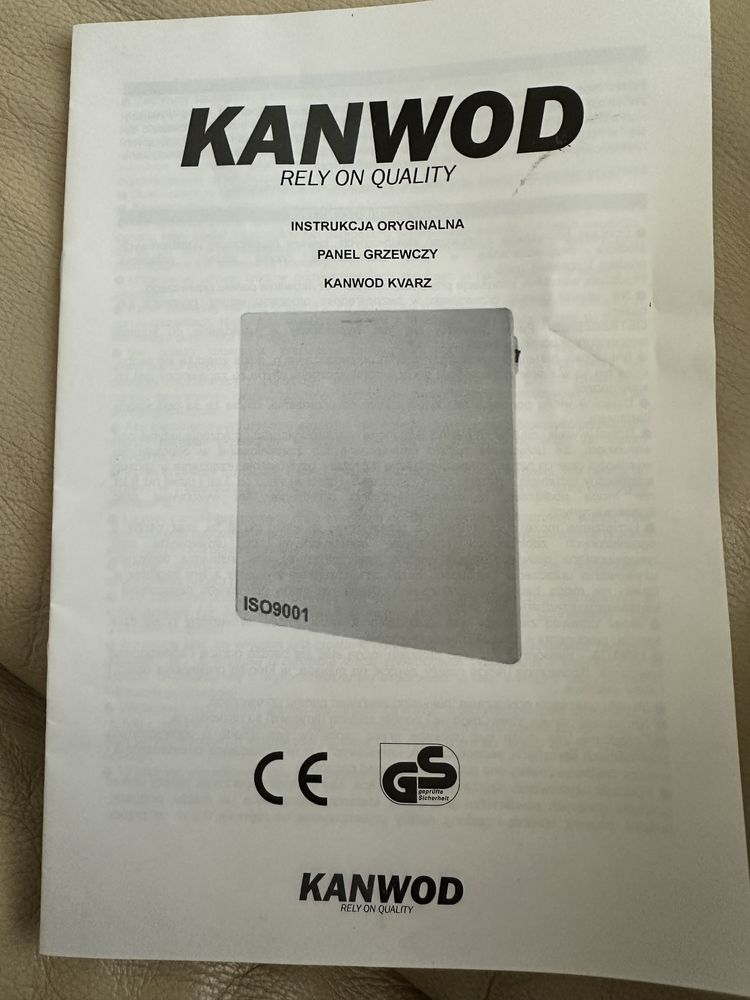 KANWOD
RELY ON QUALITY
INSTRUKCJA ORYGINALNA
PANEL GRZEWCZY
KANWOD KVARZ
ISO9001
CE
GS
geprüfte
Sicherheit
KANWOD
RELY ON QUALITY